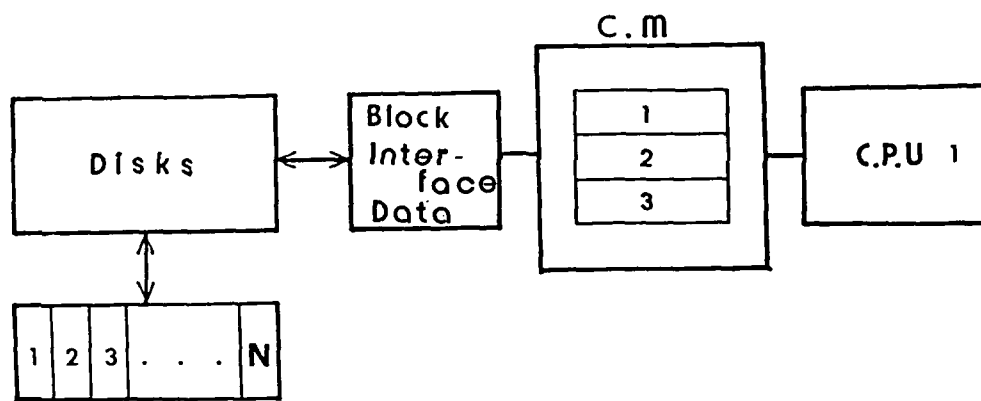 C.M
Disks
Block
Inter-
face
Data
1
2
3
C.P.U 1
1 2 3 . . . N